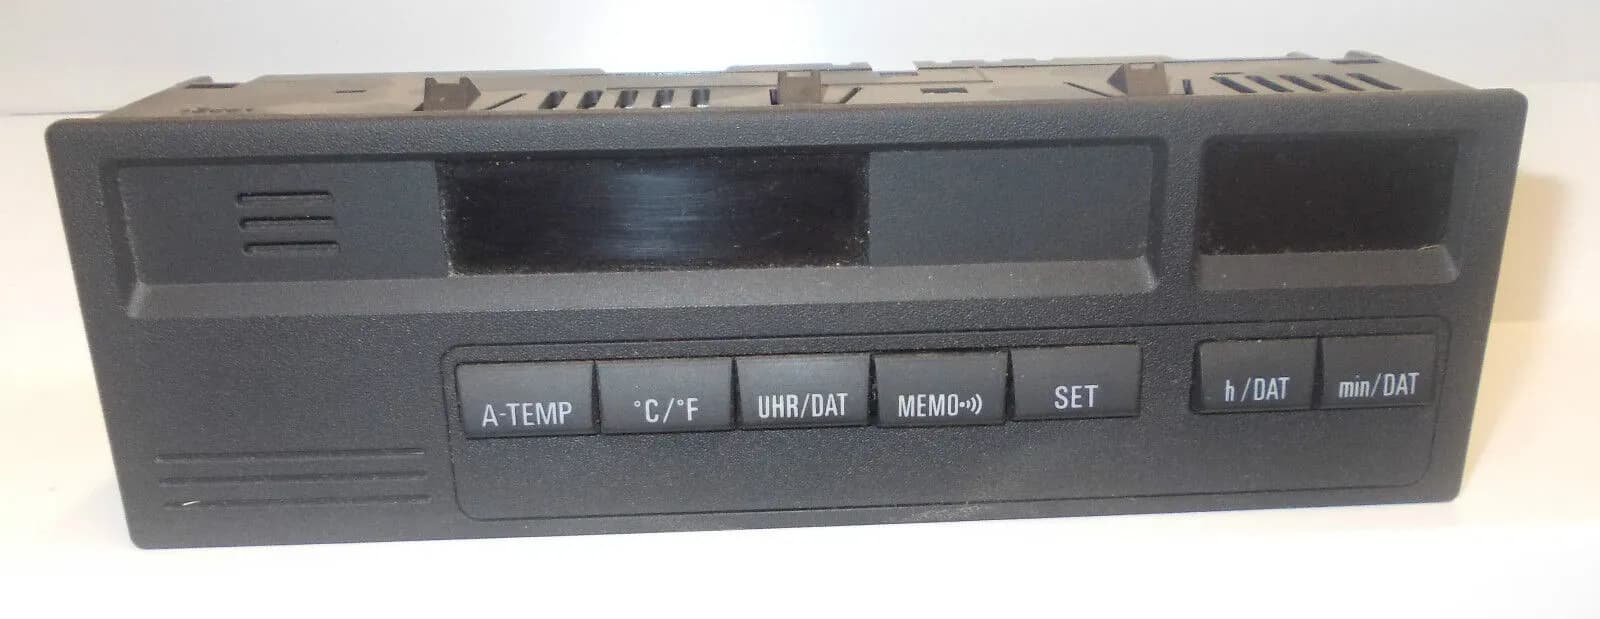 A-TEMP
°C/°F
UHR/DAT
MEMO•)))
SET
h/DAT
min/DAT